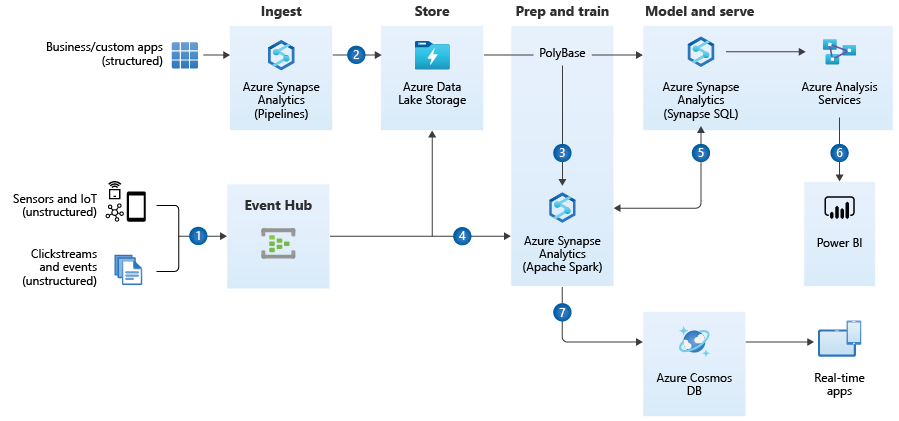 Ingest
Store
Prep and train
Model and serve
Business/custom apps
(structured)
Azure Synapse
Analytics
(Pipelines)
2
Azure Data
Lake Storage
PolyBase
Azure Synapse
Analytics
(Synapse SQL)
Azure Analysis
Services
3
5
6
Sensors and IoT
(unstructured)
Clickstreams
and events
(unstructured)
1
Event Hub
4
Azure Synapse
Analytics
(Apache Spark)
Power BI
7
Azure Cosmos
DB
Real-time
apps